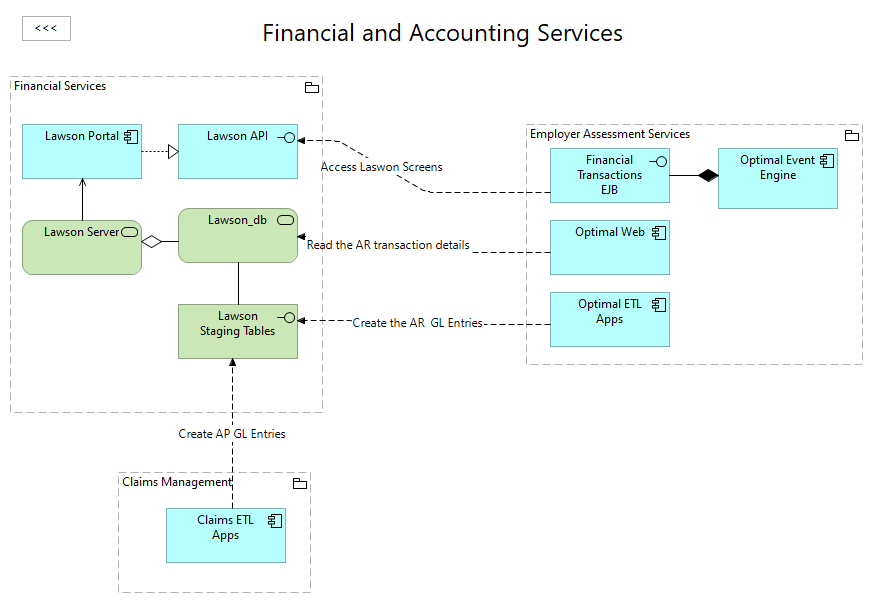 <<<
Financial and Accounting Services
Financial Services
Lawson Portal
Lawson API
Lawson Server
Lawson_db
Lawson
Staging Tables
Access Laswon Screens
Read the AR transaction details
Create the AR  GL Entries
Employer Assessment Services
Financial
Transactions
EJB
Optimal Event
Engine
Optimal Web
Optimal ETL
Apps
Create AP GL Entries
Claims Management
Claims ETL
Apps